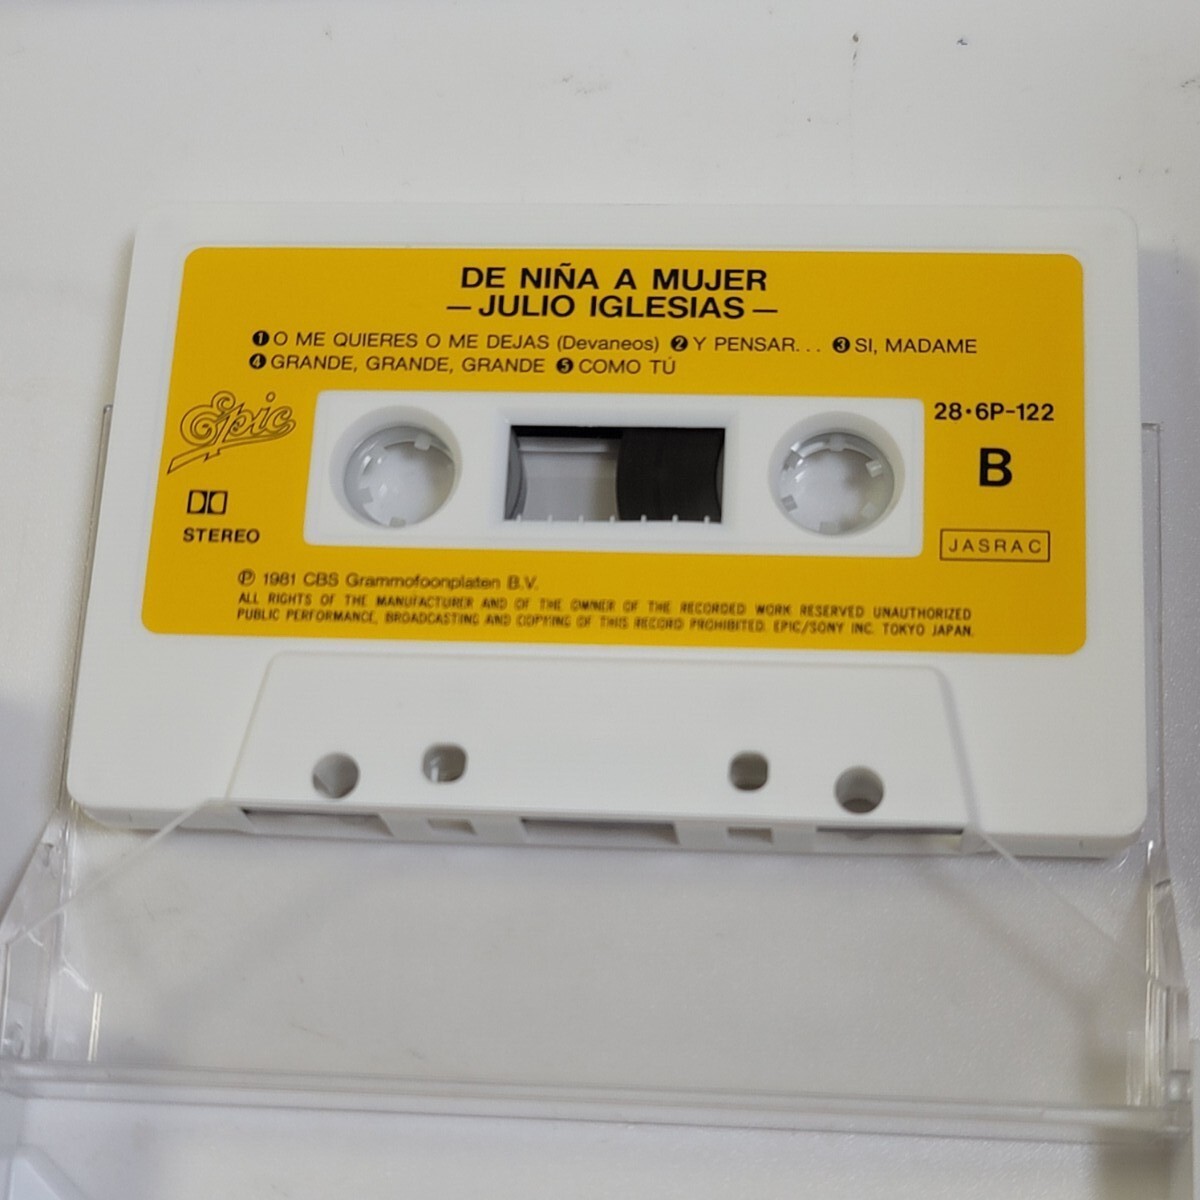 DE NIÑA A MUJER
—JULIO IGLESIAS—
❶O ME QUIERES O ME DEJAS (Devaneos) ❷Y PENSAR... ❸SI, MADAME
❹GRANDE, GRANDE, GRANDE ❺COMO TÚ
Epic
28・6P-122
B
STEREO
JASRAC
℗ 1981 CBS Grammofoonplaten B.V.
ALL RIGHTS OF THE MANUFACTURER AND OF THE OWNER OF THE RECORDED WORK RESERVED UNAUTHORIZED
PUBLIC PERFORMANCE, BROADCASTING AND COPYING OF THIS RECORD PROHIBITED. EPIC/SONY INC. TOKYO JAPAN.